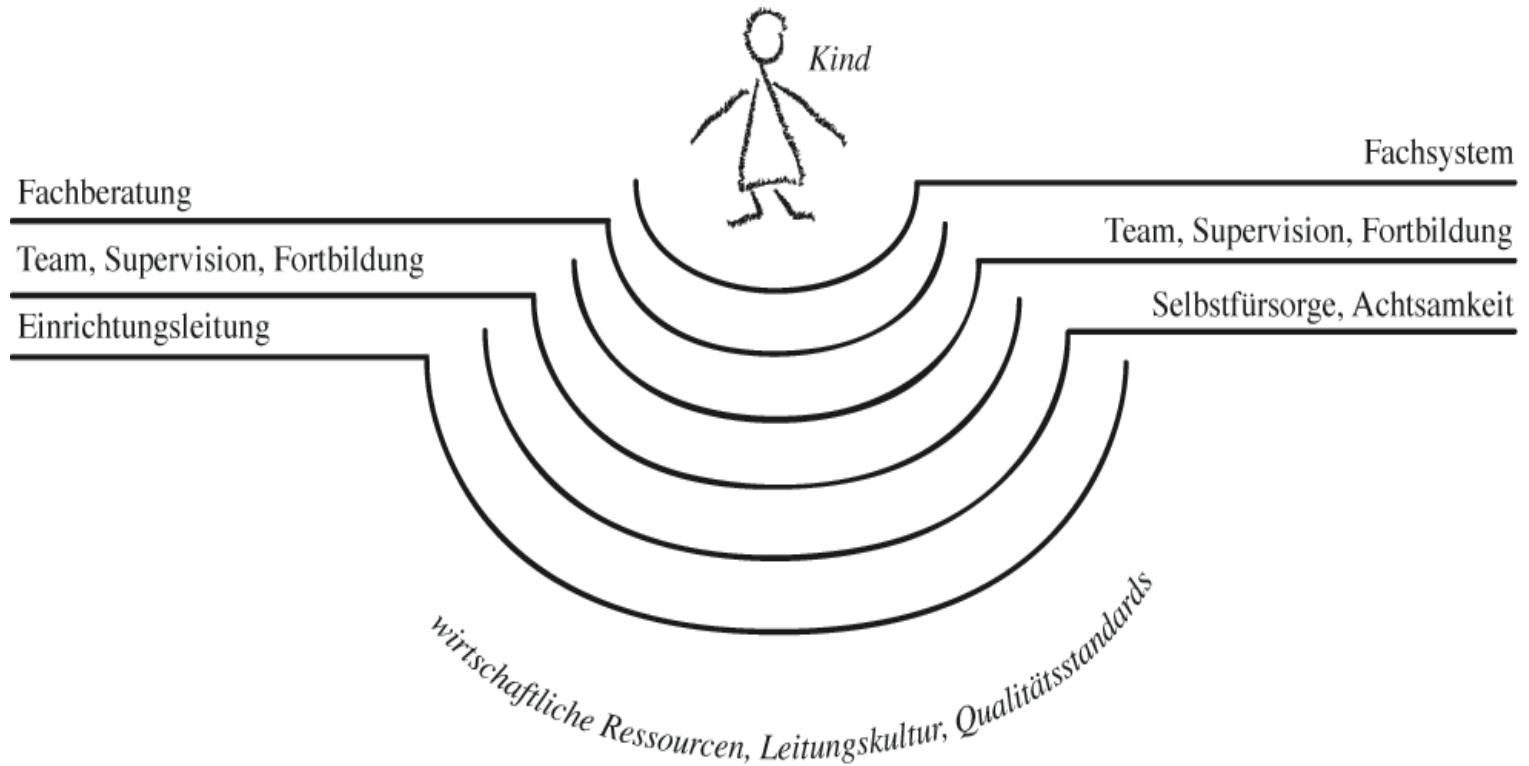 Kind
Fachsystem
Fachberatung
Team, Supervision, Fortbildung
Team, Supervision, Fortbildung
Selbstfürsorge, Achtsamkeit
Einrichtungsleitung
wirtschaftliche Ressourcen, Leitungskultur, Qualitätsstandards